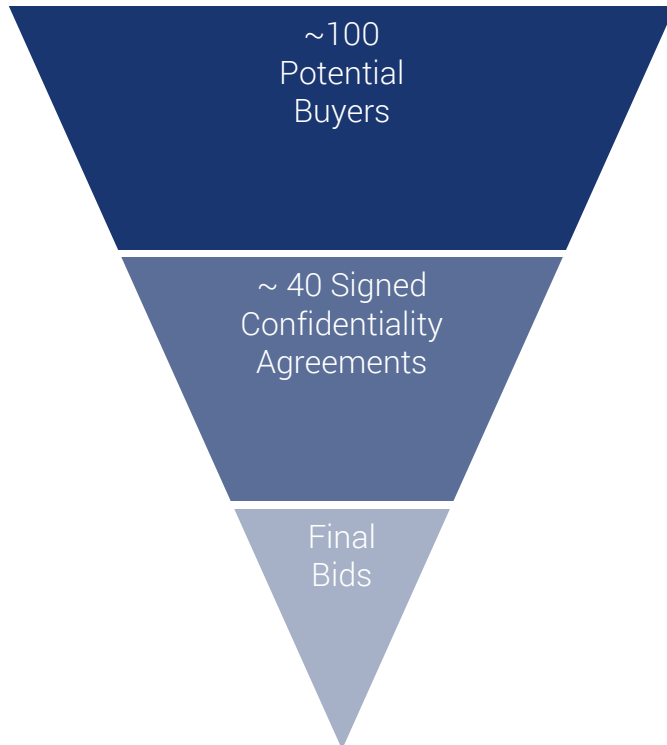 ~100
Potential
Buyers
~ 40 Signed
Confidentiality
Agreements
Final
Bids